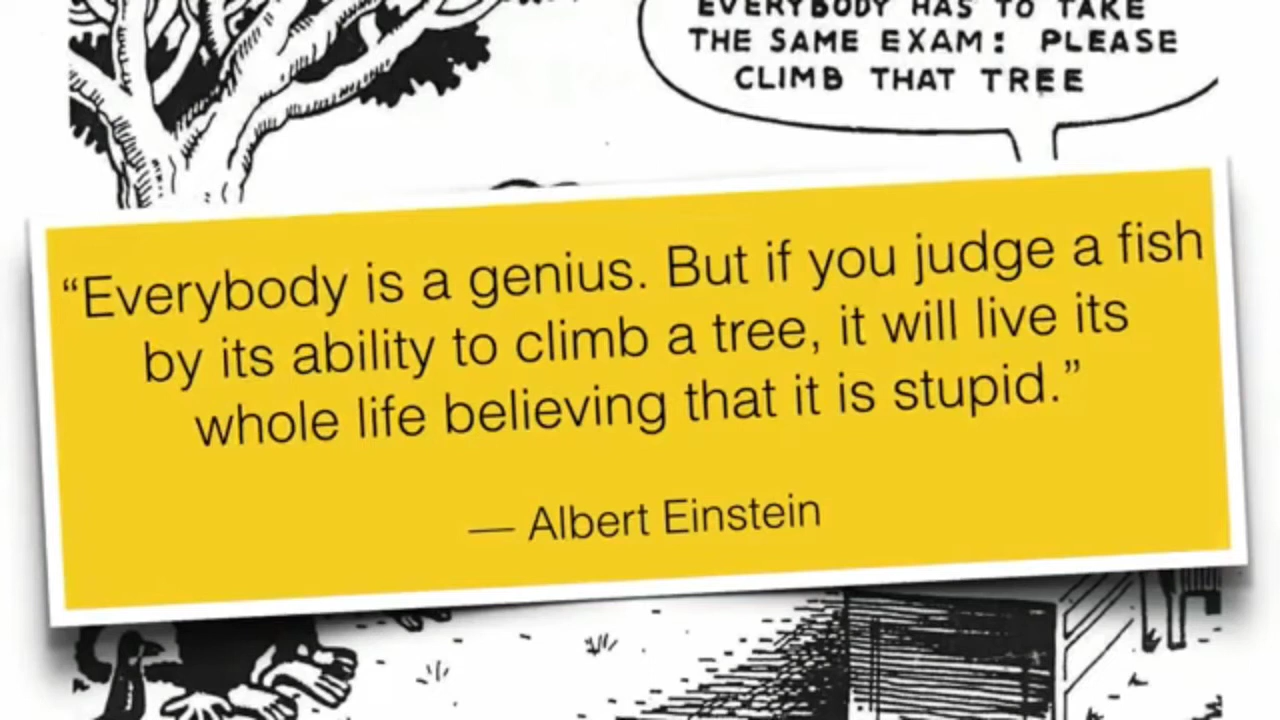 EVERYBODY HAS TO TAKE
THE SAME EXAM: PLEASE
CLIMB THAT TREE
“Everybody is a genius. But if you judge a fish
by its ability to climb a tree, it will live its
whole life believing that it is stupid.”
— Albert Einstein